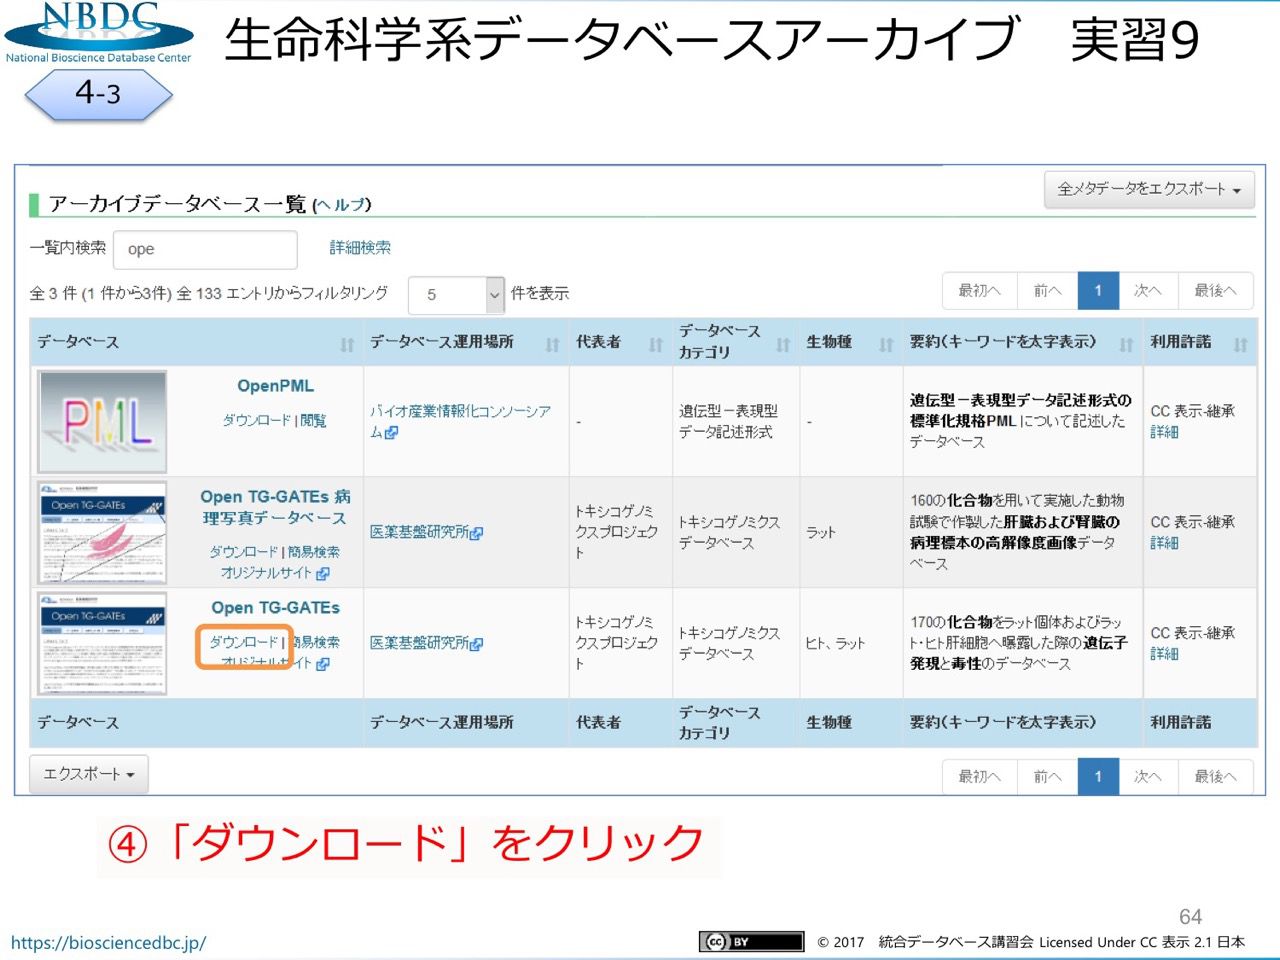 NBDC
National Bioscience Database Center
生命科学系データベースアーカイブ　実習9
4-3
アーカイブデータベース一覧 (ヘルプ)
全メタデータをエクスポート
一覧内検索 ope 詳細検索
全 3 件 (1 件から3件) 全 133 エントリからフィルタリング 5 件を表示
最初へ 前へ 1 次へ 最後へ
データベース データベース運用場所 代表者 データベース
カテゴリ 生物種 要約(キーワードを太字表示) 利用許諾
PML
OpenPML
ダウンロード | 閲覧
バイオ産業情報化コンソーシア
ム
-
遺伝型－表現型
データ記述形式
-
遺伝型－表現型データ記述形式の
標準化規格PMLについて記述した
データベース
CC 表示-継承
詳細
Open TG-GATEs
Open TG-GATEs 病
理写真データベース
ダウンロード | 簡易検索
オリジナルサイト
医薬基盤研究所
トキシコゲノミ
クスプロジェク
ト
トキシコゲノミクス
データベース
ラット
160の化合物を用いて実施した動物
試験で作製した肝臓および腎臓の
病理標本の高解像度画像データ
ベース
CC 表示-継承
詳細
Open TG-GATEs
Open TG-GATEs
ダウンロード | 簡易検索
オリジナルサイト
医薬基盤研究所
トキシコゲノミ
クスプロジェク
ト
トキシコゲノミクス
データベース
ヒト、ラット
170の化合物をラット個体およびラッ
ト・ヒト肝細胞へ曝露した際の遺伝子
発現と毒性のデータベース
CC 表示-継承
詳細
データベース データベース運用場所 代表者 データベース
カテゴリ 生物種 要約(キーワードを太字表示) 利用許諾
エクスポート
最初へ 前へ 1 次へ 最後へ
④「ダウンロード」をクリック
64
https://biosciencedbc.jp/
cc BY © 2017　統合データベース講習会 Licensed Under CC 表示 2.1 日本